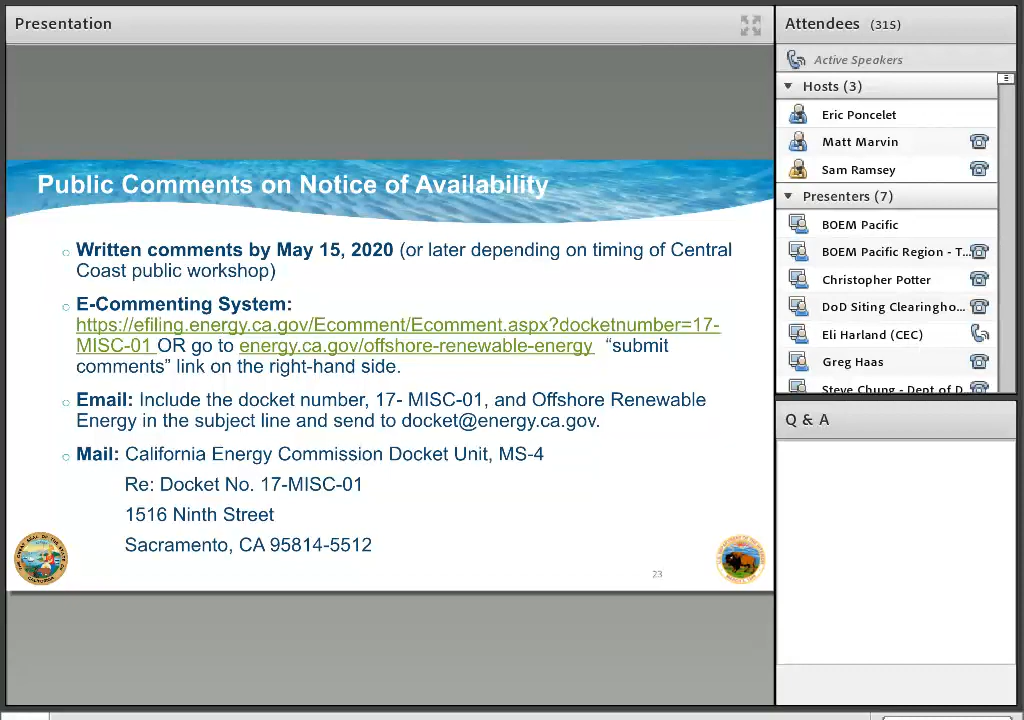 Presentation
Public Comments on Notice of Availability
Written comments by May 15, 2020 (or later depending on timing of Central
Coast public workshop)
E-Commenting System:
https://efiling.energy.ca.gov/Ecomment/Ecomment.aspx?docketnumber=17-
MISC-01 OR go to energy.ca.gov/offshore-renewable-energy “submit
comments” link on the right-hand side.
Email: Include the docket number, 17- MISC-01, and Offshore Renewable
Energy in the subject line and send to docket@energy.ca.gov.
Mail: California Energy Commission Docket Unit, MS-4
Re: Docket No. 17-MISC-01
1516 Ninth Street
Sacramento, CA 95814-5512
23
Attendees (315)
Active Speakers
Hosts (3)
Eric Poncelet
Matt Marvin
Sam Ramsey
Presenters (7)
BOEM Pacific
BOEM Pacific Region - T...
Christopher Potter
DoD Siting Clearingho...
Eli Harland (CEC)
Greg Haas
Steve Chung - Dept of D...
Q & A